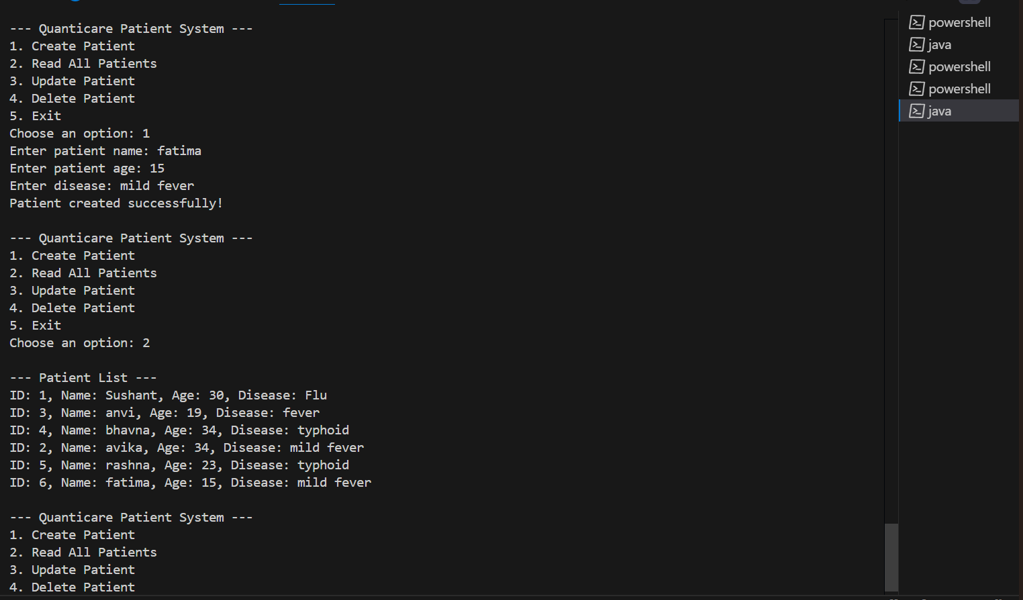 --- Quanticare Patient System ---
1. Create Patient
2. Read All Patients
3. Update Patient
4. Delete Patient
5. Exit
Choose an option: 1
Enter patient name: fatima
Enter patient age: 15
Enter disease: mild fever
Patient created successfully!
--- Quanticare Patient System ---
1. Create Patient
2. Read All Patients
3. Update Patient
4. Delete Patient
5. Exit
Choose an option: 2
--- Patient List ---
ID: 1, Name: Sushant, Age: 30, Disease: Flu
ID: 3, Name: anvi, Age: 19, Disease: fever
ID: 4, Name: bhavna, Age: 34, Disease: typhoid
ID: 2, Name: avika, Age: 34, Disease: mild fever
ID: 5, Name: rashna, Age: 23, Disease: typhoid
ID: 6, Name: fatima, Age: 15, Disease: mild fever
--- Quanticare Patient System ---
1. Create Patient
2. Read All Patients
3. Update Patient
4. Delete Patient
powershell
java
powershell
powershell
java